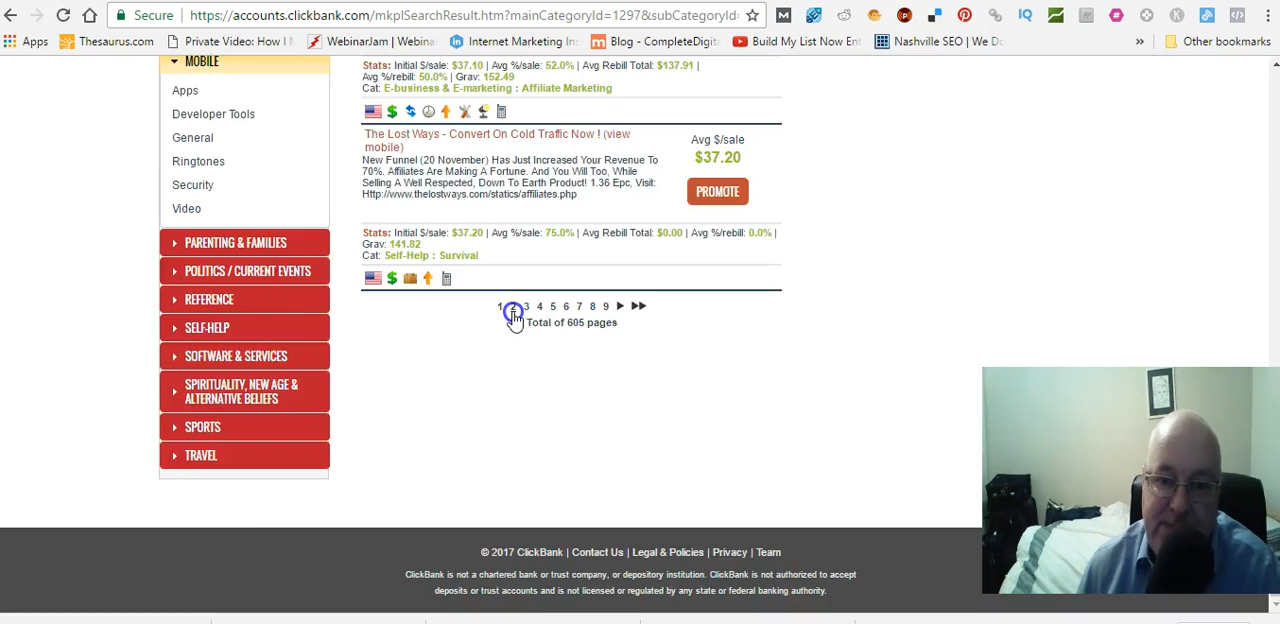 Secure
https://accounts.clickbank.com/mkplSearchResult.htm?mainCategoryId=1297&subCategoryId=
Apps Thesaurus.com Private Video: How I WebinarJam | Webina Internet Marketing In Blog - CompleteDigita Build My List Now Ent Nashville SEO | We Do » Other bookmarks
MOBILE
Apps
Developer Tools
General
Ringtones
Security
Video
PARENTING & FAMILIES
POLITICS / CURRENT EVENTS
REFERENCE
SELF-HELP
SOFTWARE & SERVICES
SPIRITUALITY, NEW AGE &
ALTERNATIVE BELIEFS
SPORTS
TRAVEL
Stats: Initial $/sale: $37.10 | Avg %/sale: 52.0% | Avg Rebill Total: $137.91 |
Avg %/rebill: 50.0% | Grav: 152.49
Cat: E-business & E-marketing : Affiliate Marketing
The Lost Ways - Convert On Cold Traffic Now ! (view
mobile)
New Funnel (20 November) Has Just Increased Your Revenue To
70%. Affiliates Are Making A Fortune. And You Will Too, While
Selling A Well Respected, Down To Earth Product! 1.36 Epc, Visit:
Http://www.thelostways.com/statics/affiliates.php
Avg $/sale
$37.20
PROMOTE
Stats: Initial $/sale: $37.20 | Avg %/sale: 75.0% | Avg Rebill Total: $0.00 | Avg %/rebill: 0.0% |
Grav: 141.82
Cat: Self-Help : Survival
1 2 3 4 5 6 7 8 9
Total of 605 pages
© 2017 ClickBank | Contact Us | Legal & Policies | Privacy | Team
ClickBank is not a chartered bank or trust company, or depository institution. ClickBank is not authorized to accept
deposits or trust accounts and is not licensed or regulated by any state or federal banking authority.